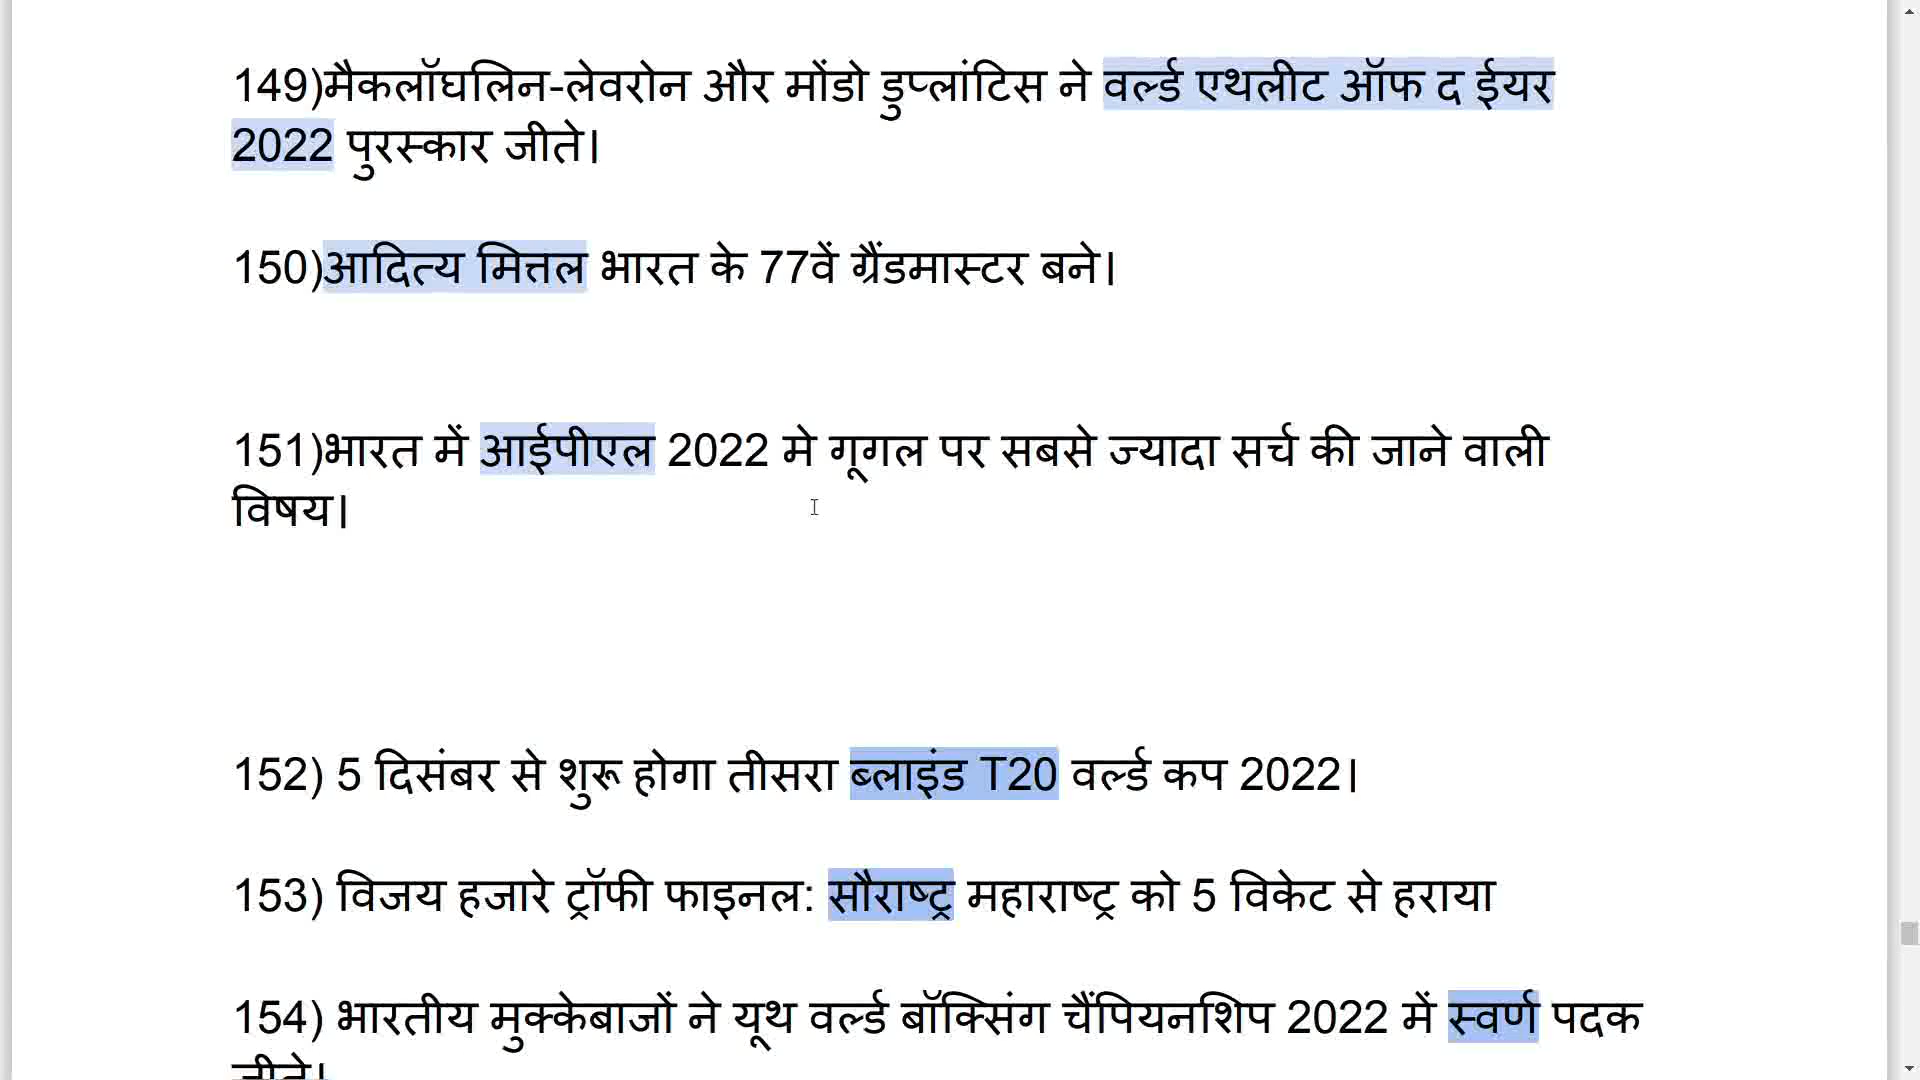 149)मैकलॉघलिन-लेवरोन और मोंडो डुप्लांटिस ने वर्ल्ड एथलीट ऑफ द ईयर
2022 पुरस्कार जीते।
150)आदित्य मित्तल भारत के 77वें ग्रैंडमास्टर बने।
151)भारत में आईपीएल 2022 मे गूगल पर सबसे ज्यादा सर्च की जाने वाली
विषय।
152) 5 दिसंबर से शुरू होगा तीसरा ब्लाइंड T20 वर्ल्ड कप 2022।
153) विजय हजारे ट्रॉफी फाइनल: सौराष्ट्र महाराष्ट्र को 5 विकेट से हराया
154) भारतीय मुक्केबाजों ने यूथ वर्ल्ड बॉक्सिंग चैंपियनशिप 2022 में स्वर्ण पदक
जीते।